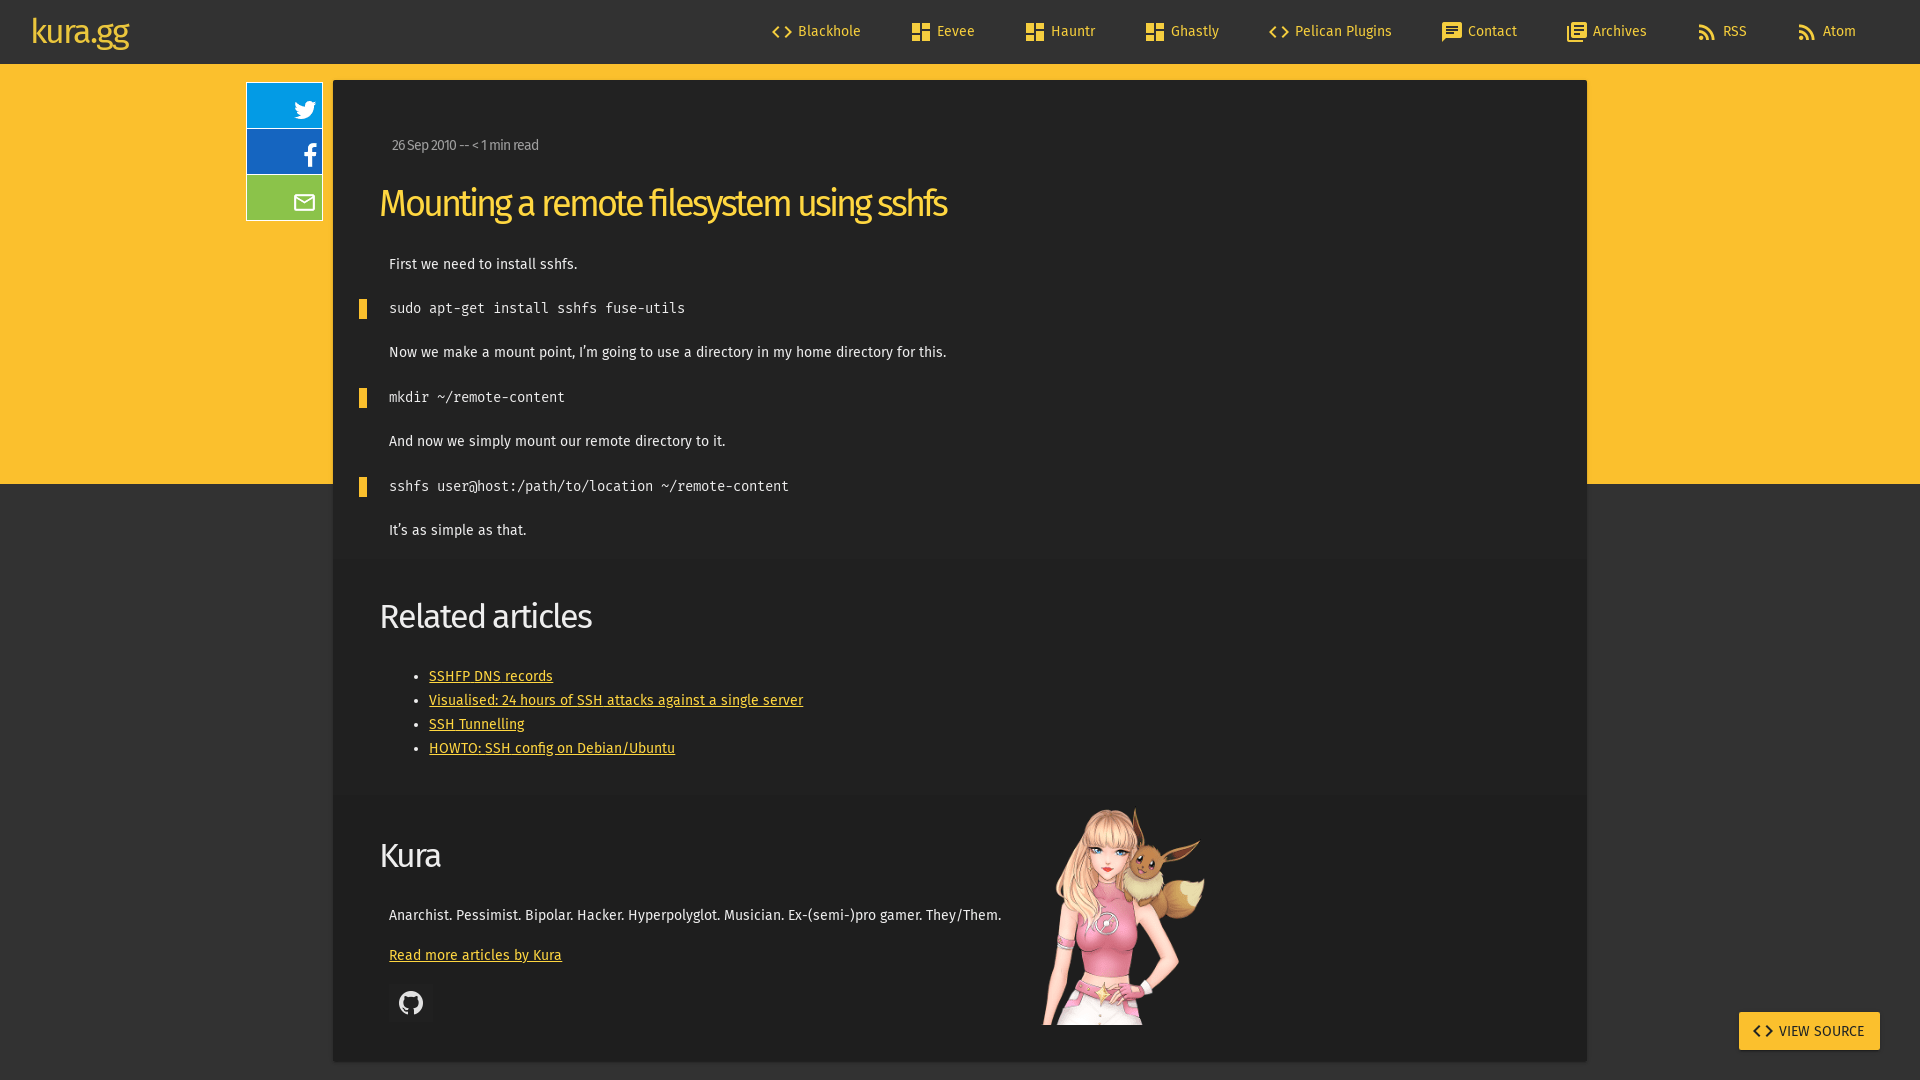 kura.gg
Blackhole
Eevee
Hauntr
Ghastly
Pelican Plugins
Contact
Archives
RSS
Atom
26 Sep 2010 -- < 1 min read
Mounting a remote filesystem using sshfs
First we need to install sshfs.
sudo apt-get install sshfs fuse-utils
Now we make a mount point, I’m going to use a directory in my home directory for this.
mkdir ~/remote-content
And now we simply mount our remote directory to it.
sshfs user@host:/path/to/location ~/remote-content
It’s as simple as that.
Related articles
SSHFP DNS records
Visualised: 24 hours of SSH attacks against a single server
SSH Tunnelling
HOWTO: SSH config on Debian/Ubuntu
Kura
Anarchist. Pessimist. Bipolar. Hacker. Hyperpolyglot. Musician. Ex-(semi-)pro gamer. They/Them.
Read more articles by Kura
VIEW SOURCE